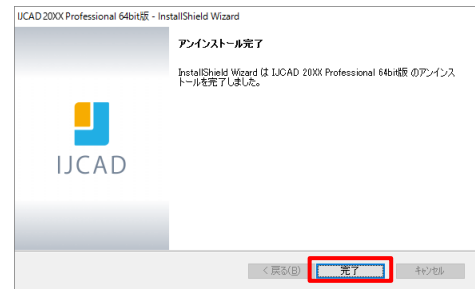 IJCAD 20XX Professional 64bit版 - InstallShield Wizard
アンインストール完了
InstallShield Wizard は IJCAD 20XX Professional 64bit版 のアンインス
トールを完了しました。
IJCAD
< 戻る(B)
完了
キャンセル